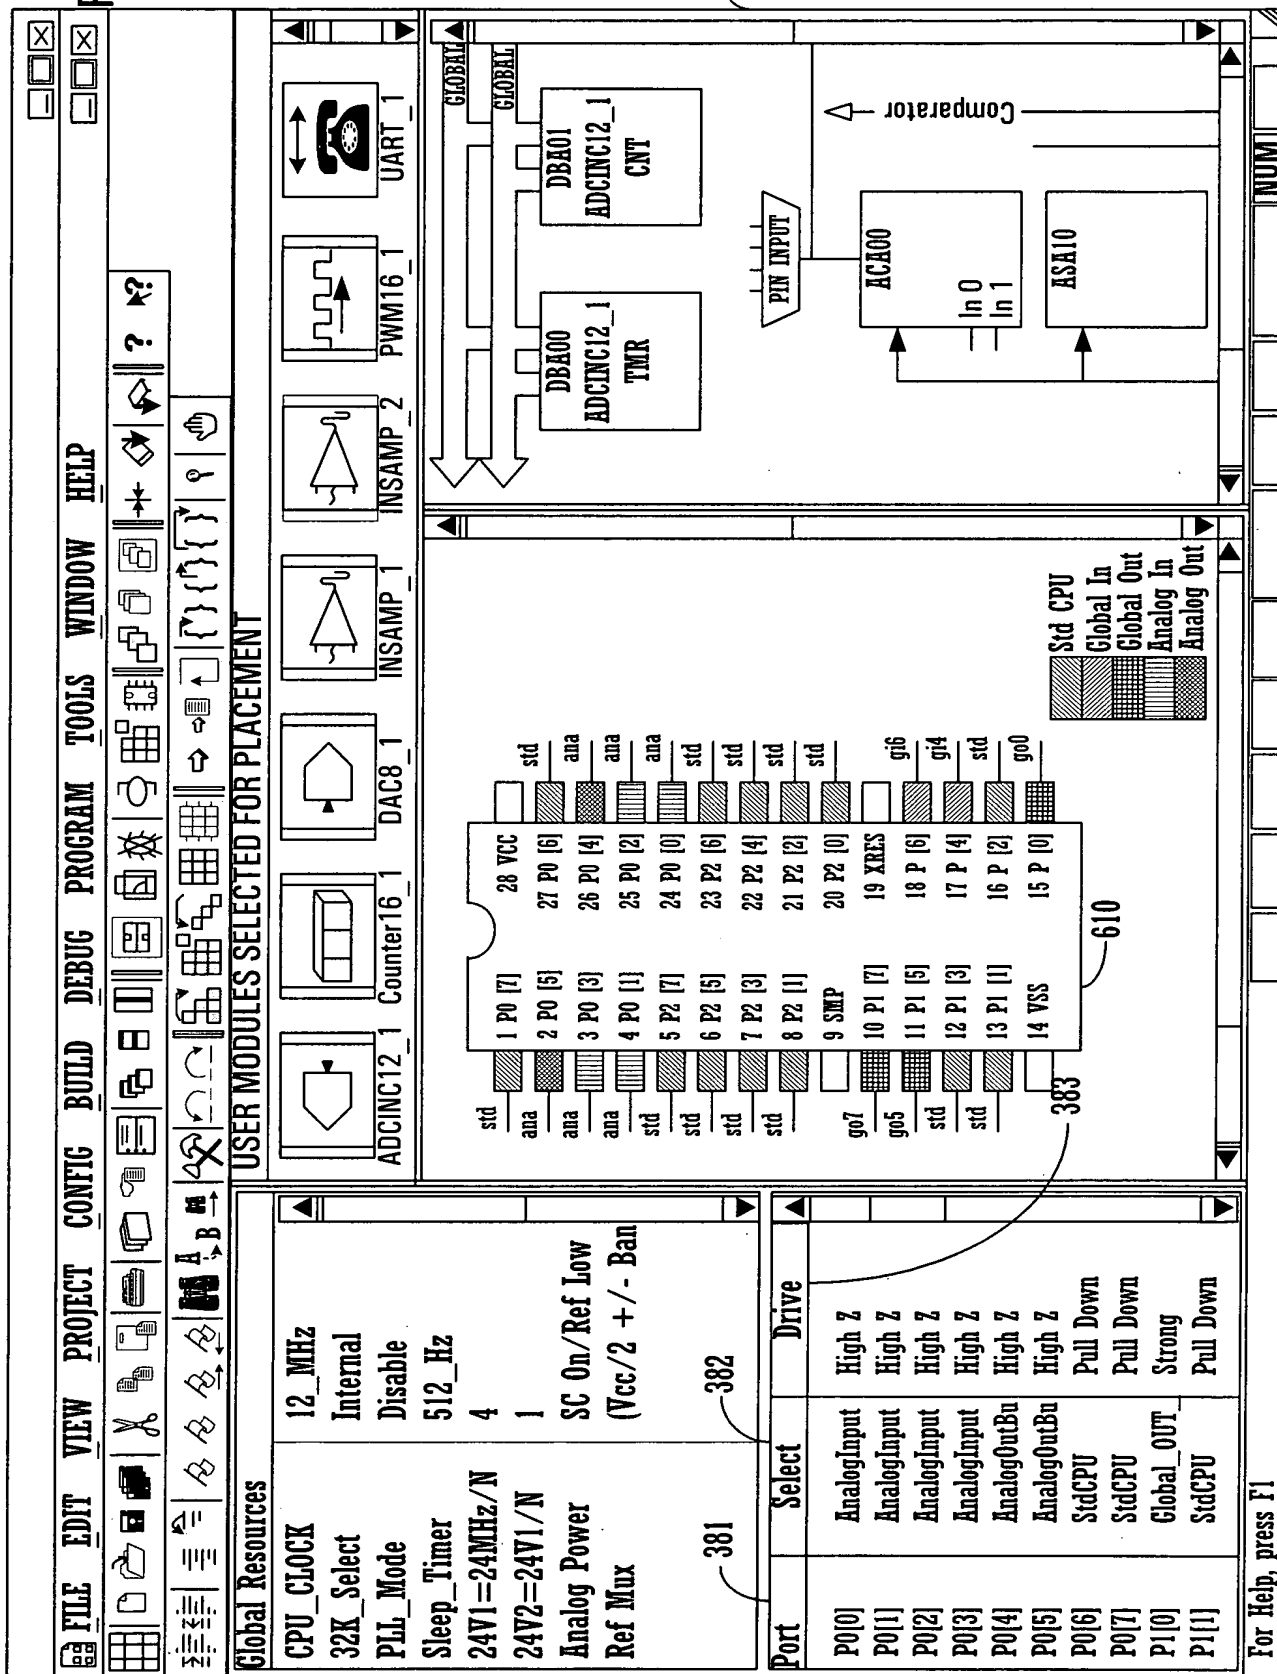 FILE EDIT VIEW PROJECT CONFIG BUILD DEBUG PROGRAM TOOLS WINDOW HELP
A
B
? ?
Global Resources
CPU_CLOCK 12_MHz
32K_Select Internal
PLL_Mode Disable
Sleep_Timer 512_Hz
24V1=24MHz/N 4
24V2=24V1/N 1
Analog Power SC On/Ref Low
Ref Mux (Vcc/2 +/- Ban
381
382
Port Select Drive
P0[0] AnalogInput High Z
P0[1] AnalogInput High Z
P0[2] AnalogInput High Z
P0[3] AnalogInput High Z
P0[4] AnalogOutBu High Z
P0[5] AnalogOutBu High Z
P0[6] StdCPU Pull Down
P0[7] StdCPU Pull Down
P1[0] Global_OUT_ Strong
P1[1] StdCPU Pull Down
383
USER MODULES SELECTED FOR PLACEMENT
ADCINC12_1 Counter16_1 DAC8_1 INSAMP_1 INSAMP_2 PWM16_1 UART_1
std 1 P0 [7] 28 VCC
ana 2 P0 [5] 27 P0 [6] std
ana 3 P0 [3] 26 P0 [4] ana
ana 4 P0 [1] 25 P0 [2] ana
std 5 P2 [7] 24 P0 [0] ana
std 6 P2 [5] 23 P2 [6] std
std 7 P2 [3] 22 P2 [4] std
std 8 P2 [1] 21 P2 [2] std
9 SMP 20 P2 [0] std
go7 10 P1 [7] 19 XRES
go5 11 P1 [5] 18 P [6] gi6
std 12 P1 [3] 17 P [4] gi4
std 13 P1 [1] 16 P [2] std
14 VSS 15 P [0] go0
610
Std CPU
Global In
Global Out
Analog In
Analog Out
GLOBAL
GLOBAL
DBA00
ADCINC12_1
TMR
DBA01
ADCINC12_1
CNT
PIN INPUT
ACA00
In 0
In 1
ASA10
Comparator
For Help, press F1
NUM